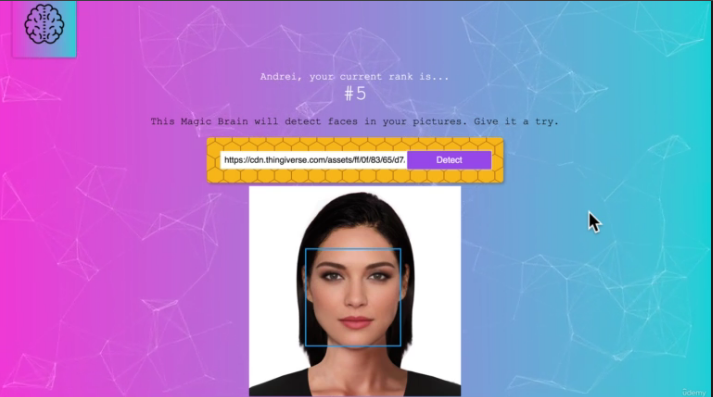 Andrei, your current rank is...
#5
This Magic Brain will detect faces in your pictures. Give it a try.
https://cdn.thingiverse.com/assets/ff/0f/83/65/d7
Detect
Udemy